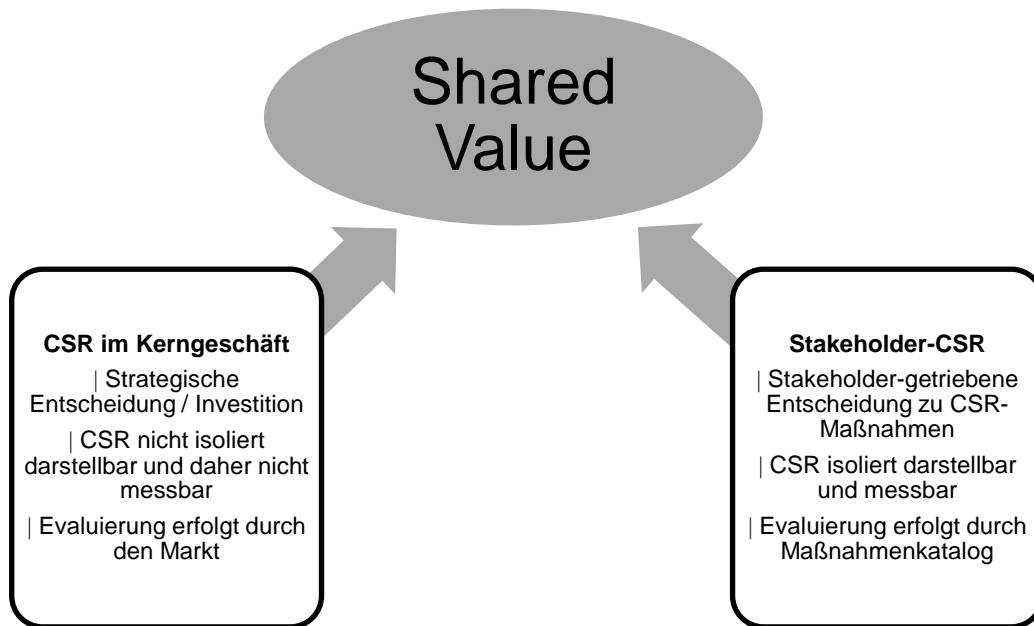 Shared
Value
CSR im Kerngeschäft
| Strategische
Entscheidung / Investition
| CSR nicht isoliert
darstellbar und daher nicht
messbar
| Evaluierung erfolgt durch
den Markt
Stakeholder-CSR
| Stakeholder-getriebene
Entscheidung zu CSR-
Maßnahmen
| CSR isoliert darstellbar
und messbar
| Evaluierung erfolgt durch
Maßnahmenkatalog